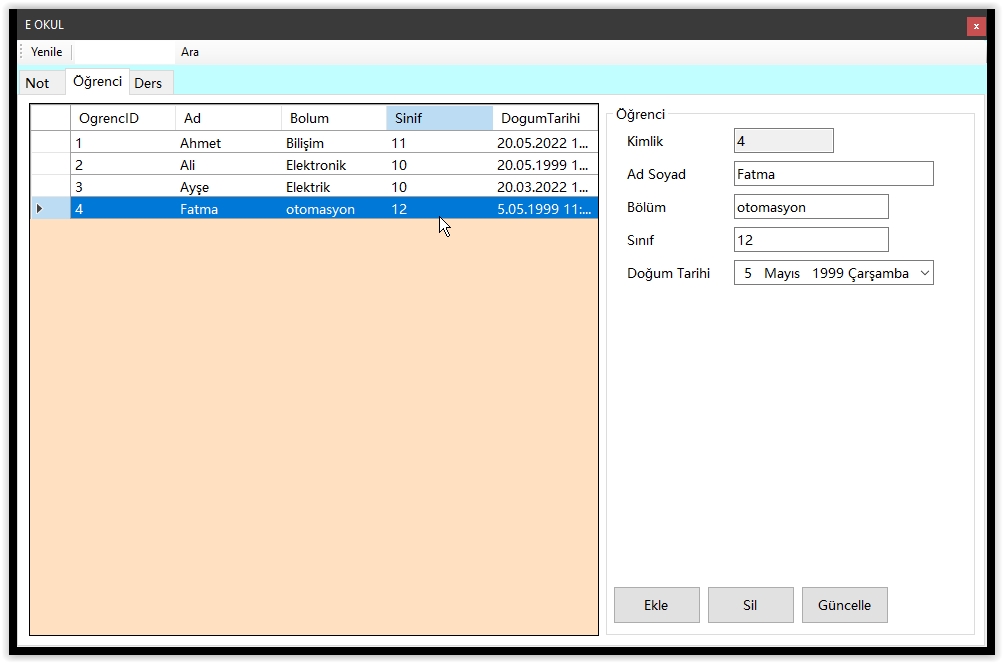 E OKUL
Yenile Ara
Not Öğrenci Ders
OgrencID Ad Bolum Sinif DogumTarihi
1 Ahmet Bilişim 11 20.05.2022 1...
2 Ali Elektronik 10 20.05.1999 1...
3 Ayşe Elektrik 10 20.03.2022 1...
4 Fatma otomasyon 12 5.05.1999 11:...
Öğrenci
Kimlik 4
Ad Soyad Fatma
Bölüm otomasyon
Sınıf 12
Doğum Tarihi 5 Mayıs 1999 Çarşamba
Ekle Sil Güncelle